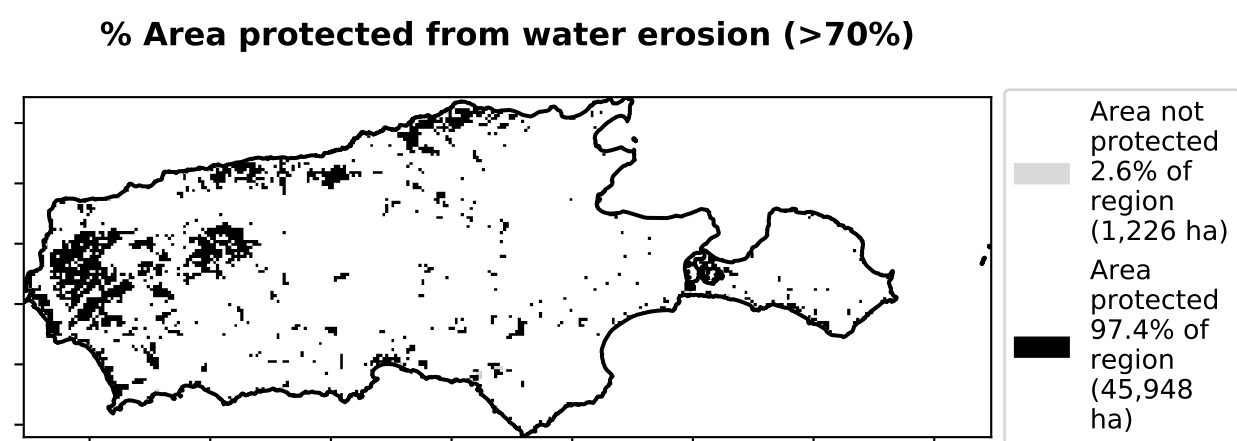 % Area protected from water erosion (>70%)
Area not
protected
2.6% of
region
(1,226 ha)
Area
protected
97.4% of
region
(45,948
ha)